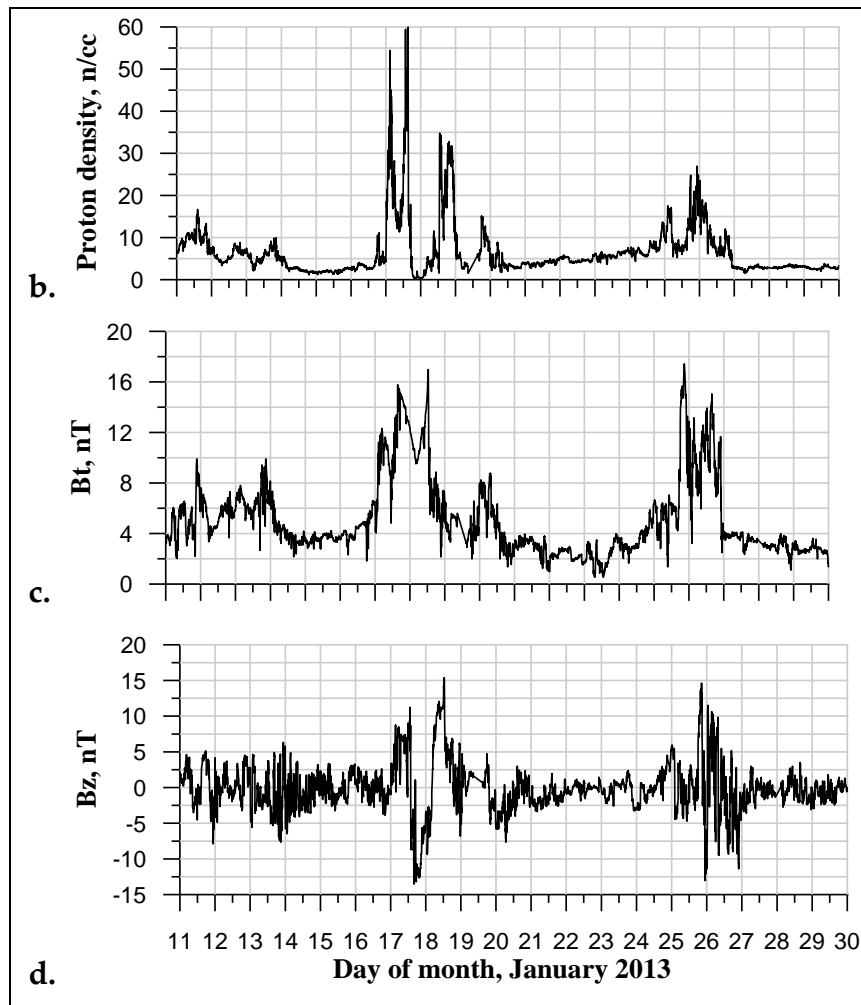 60
50
40
30
20
10
0
Proton density, n/cc
b.
20
16
12
8
4
0
Bt, nT
c.
20
15
10
5
0
-5
-10
-15
Bz, nT
11 12 13 14 15 16 17 18 19 20 21 22 23 24 25 26 27 28 29 30
Day of month, January 2013
d.